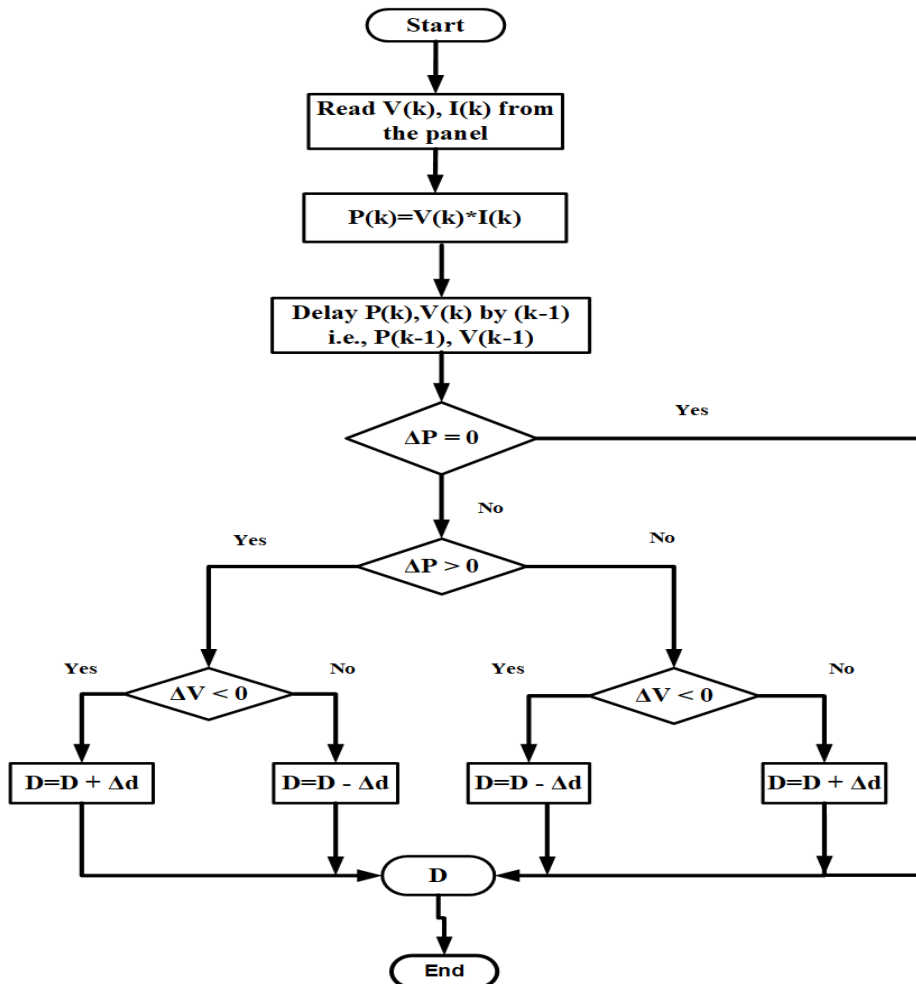 Start
Read V(k), I(k) from
the panel
P(k)=V(k)*I(k)
Delay P(k),V(k) by (k-1)
i.e., P(k-1), V(k-1)
Yes
ΔP = 0
No
Yes
No
ΔP > 0
Yes
No
Yes
No
ΔV < 0
ΔV < 0
D=D + Δd
D=D - Δd
D=D - Δd
D=D + Δd
D
End